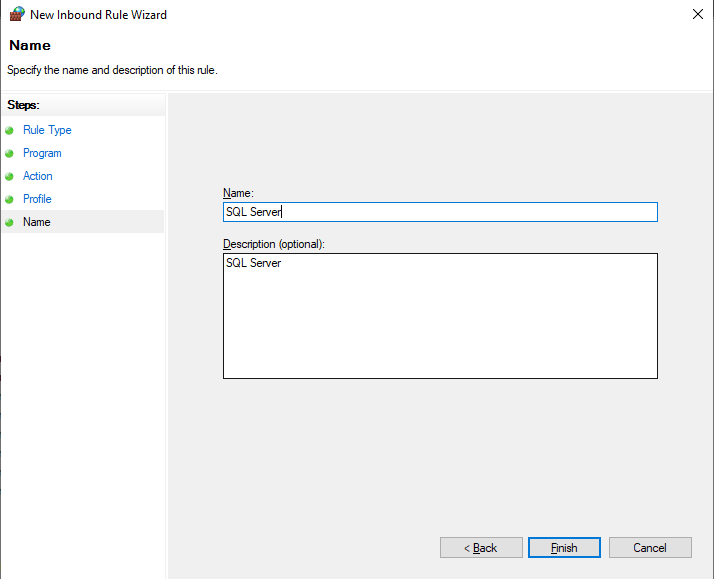 New Inbound Rule Wizard
Name
Specify the name and description of this rule.
Steps:
Rule Type
Program
Action
Profile
Name
Name:
SQL Server
Description (optional):
SQL Server
< Back
Finish
Cancel